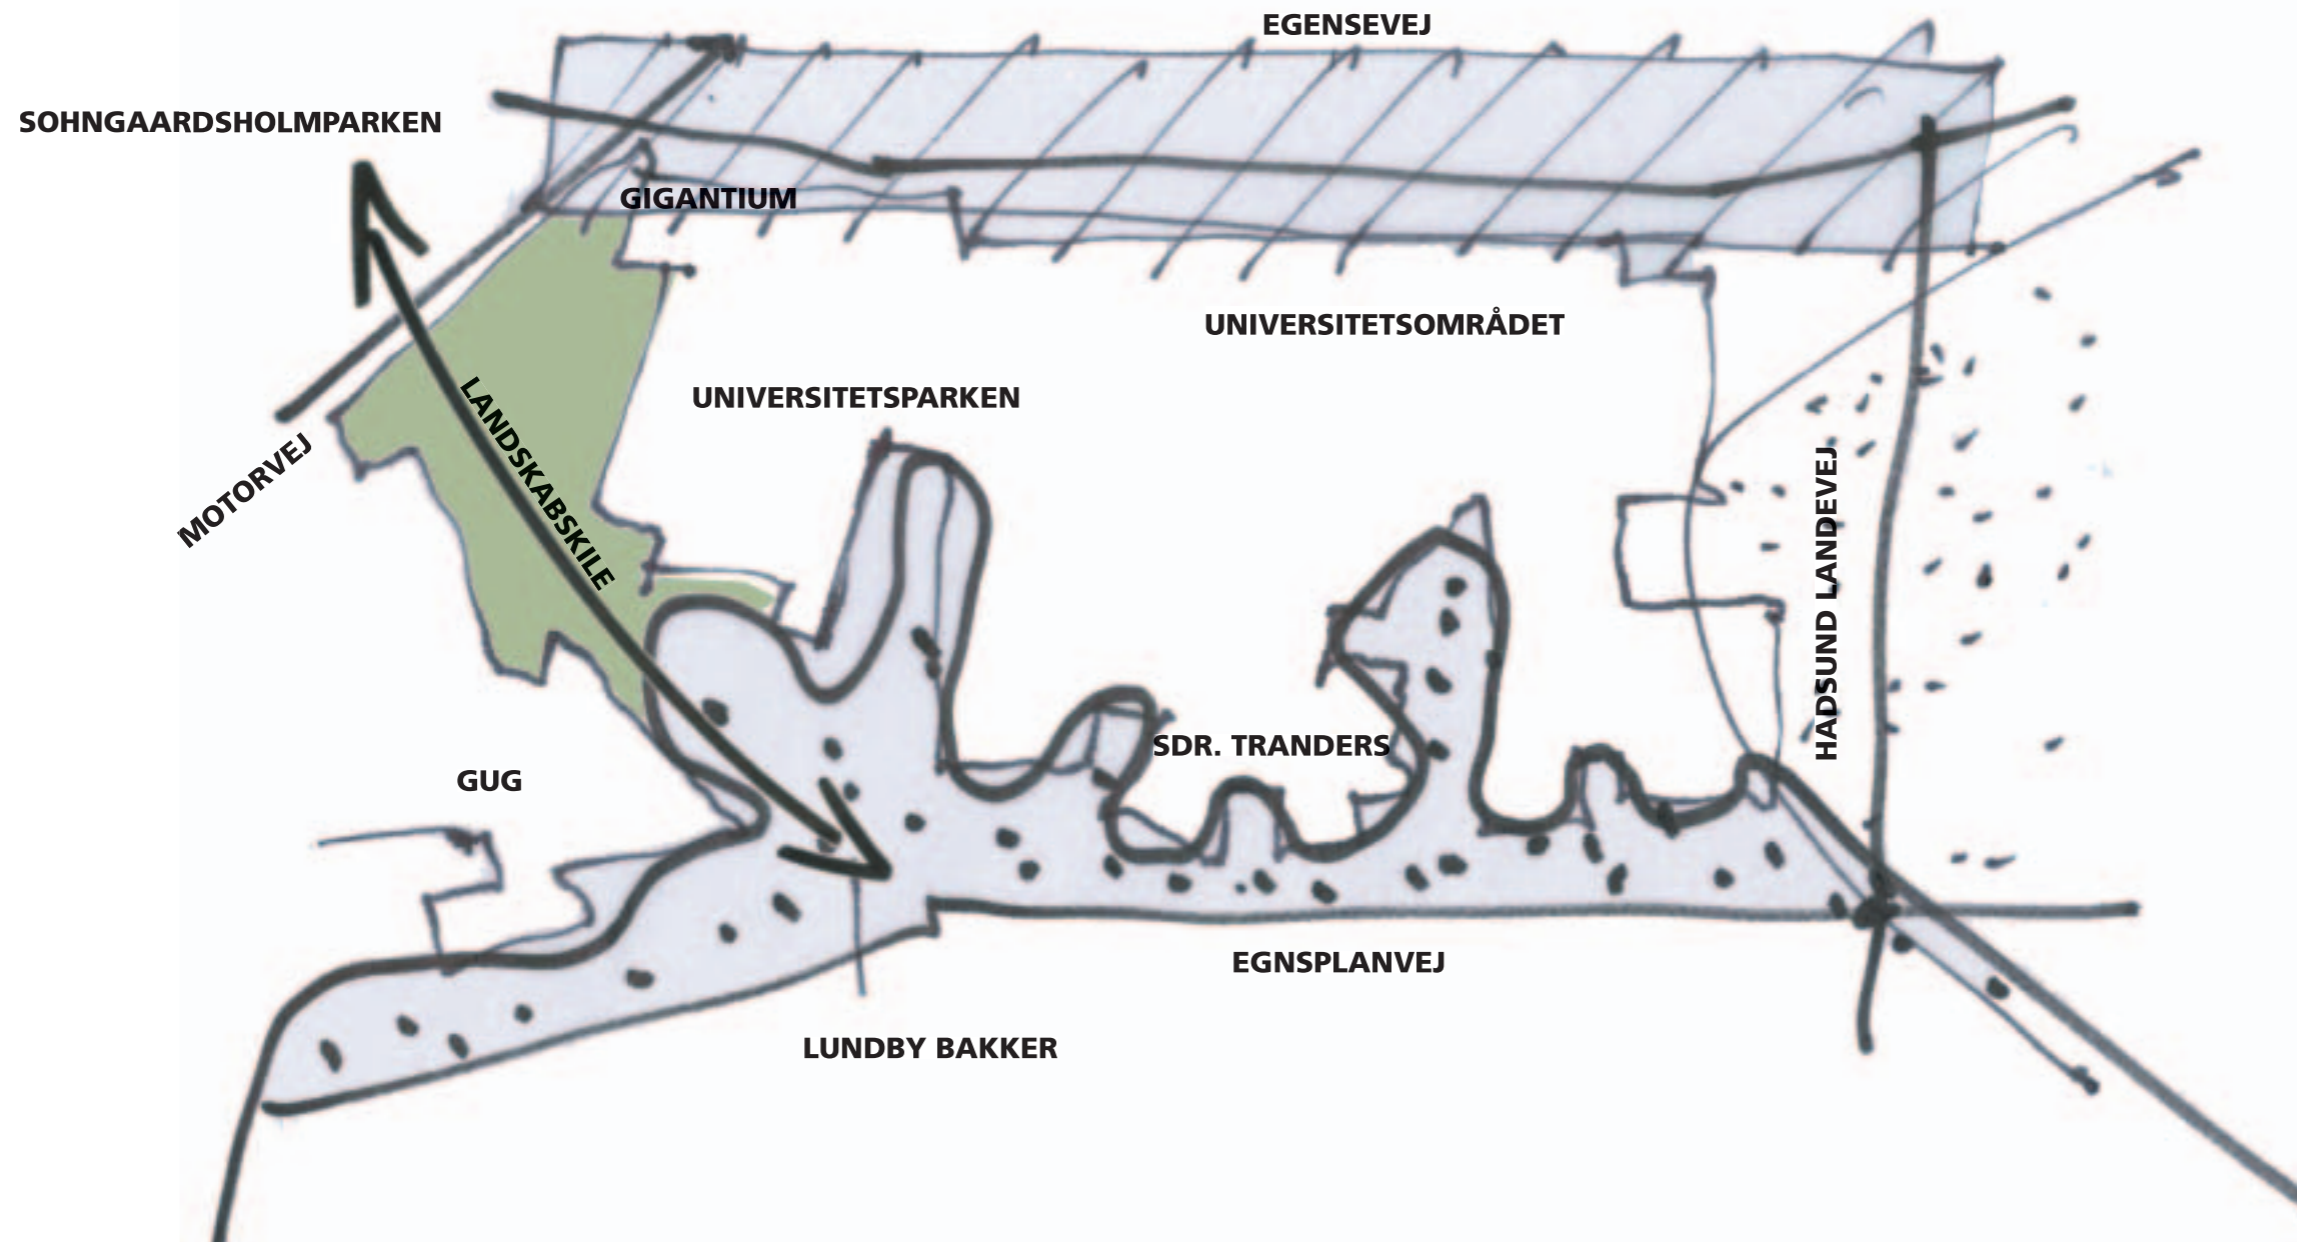 EGENSEVEJ
SOHNGAARDSHOLMPARKEN
GIGANTIUM
UNIVERSITETSOMRÅDET
UNIVERSITETSPARKEN
LANDSKABSKILE
MOTORVEJ
HADSUND LANDEVEJ
SDR. TRANDERS
GUG
EGNSPLANVEJ
LUNDBY BAKKER